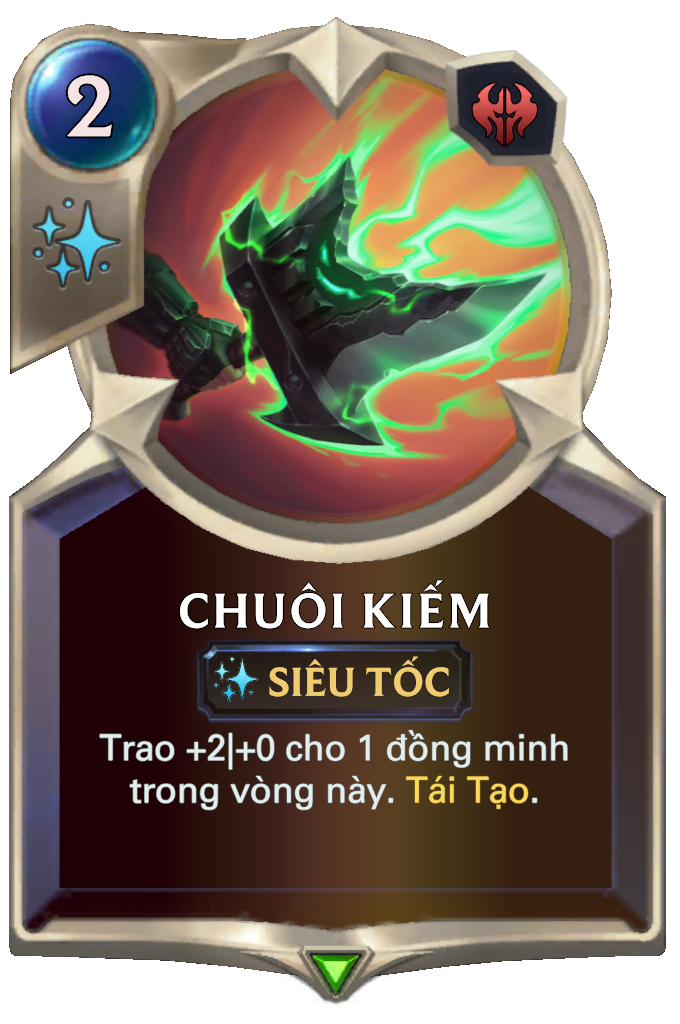 2
CHUÔI KIẾM
SIÊU TỐC
Trao +2|+0 cho 1 đồng minh
trong vòng này. Tái Tạo.